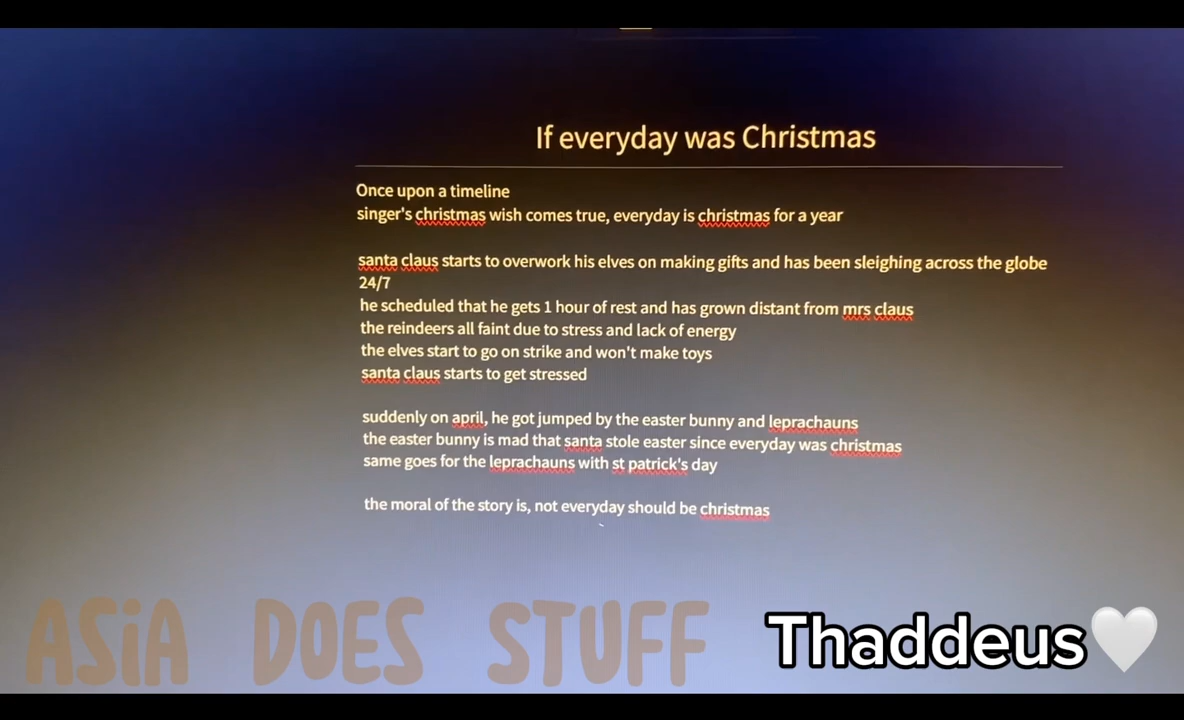 If everyday was Christmas
Once upon a timeline
singer's christmas wish comes true, everyday is christmas for a year
santa claus starts to overwork his elves on making gifts and has been sleighing across the globe
24/7
he scheduled that he gets 1 hour of rest and has grown distant from mrs claus
the reindeers all faint due to stress and lack of energy
the elves start to go on strike and won't make toys
santa claus starts to get stressed
suddenly on april, he got jumped by the easter bunny and leprachauns
the easter bunny is mad that santa stole easter since everyday was christmas
same goes for the leprachauns with st patrick's day
the moral of the story is, not everyday should be christmas
ASiA DOES STUFF
Thaddeus🤍